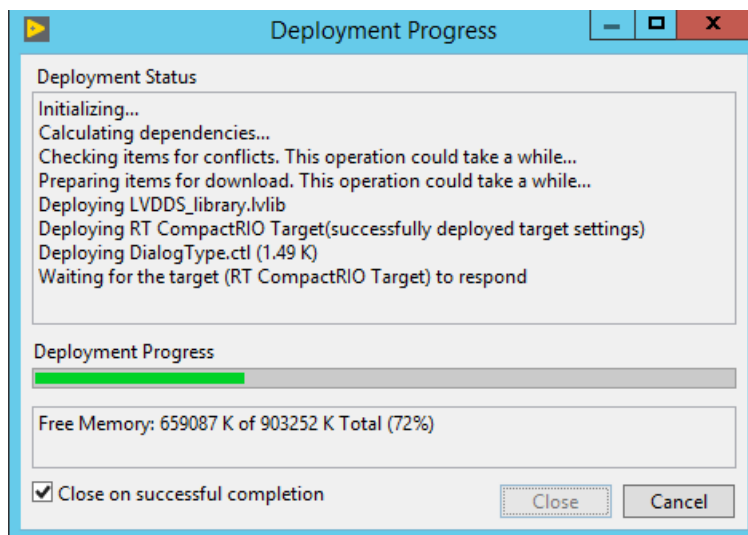 Deployment Progress
Deployment Status
Initializing...
Calculating dependencies...
Checking items for conflicts. This operation could take a while...
Preparing items for download. This operation could take a while...
Deploying LVDDS_library.lvlib
Deploying RT CompactRIO Target(successfully deployed target settings)
Deploying DialogType.ctl (1.49 K)
Waiting for the target (RT CompactRIO Target) to respond
Deployment Progress
Free Memory: 659087 K of 903252 K Total (72%)
Close on successful completion
Close
Cancel